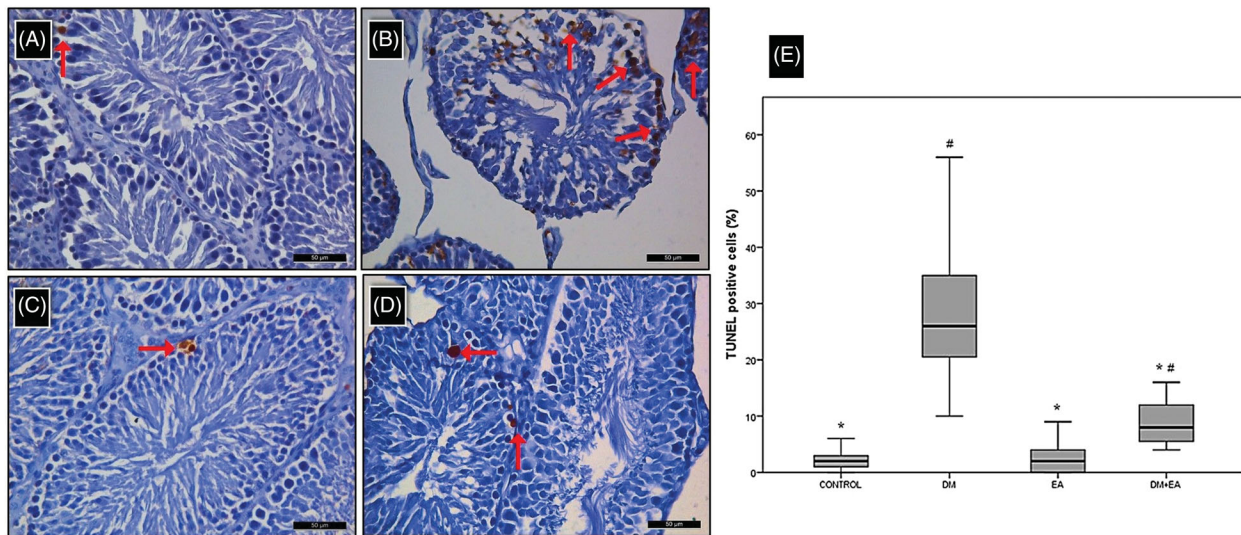 (A)
50 µm
(B)
50 µm
(C)
50 µm
(D)
50 µm
(E)
TUNEL positive cells (%)
60
50
40
30
20
10
0
*
#
*
* #
CONTROL
DM
EA
DM+EA